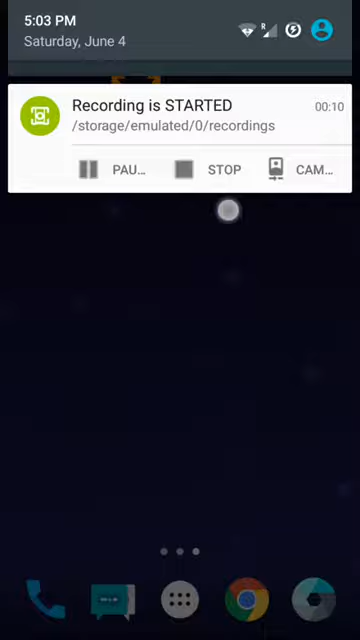 5:03 PM
R
Saturday, June 4
Recording is STARTED
00:10
/storage/emulated/0/recordings
PAU...
STOP
CAM...